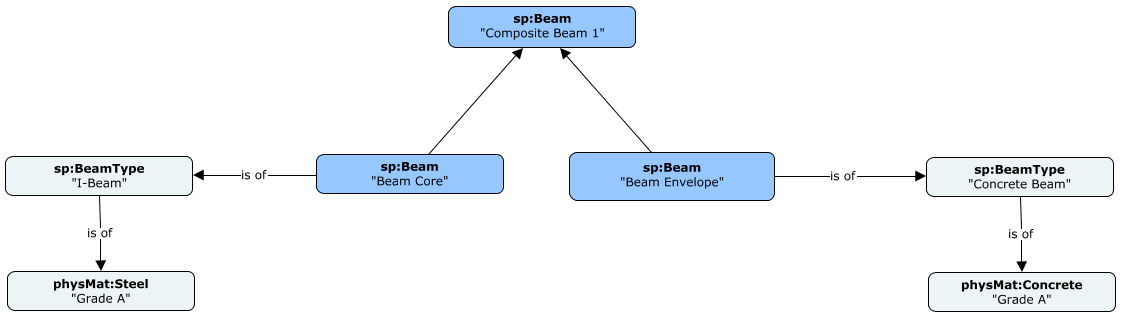 sp:Beam
"Composite Beam 1"
sp:BeamType
"I-Beam"
is of
sp:Beam
"Beam Core"
sp:Beam
"Beam Envelope"
is of
sp:BeamType
"Concrete Beam"
is of
is of
physMat:Steel
"Grade A"
physMat:Concrete
"Grade A"